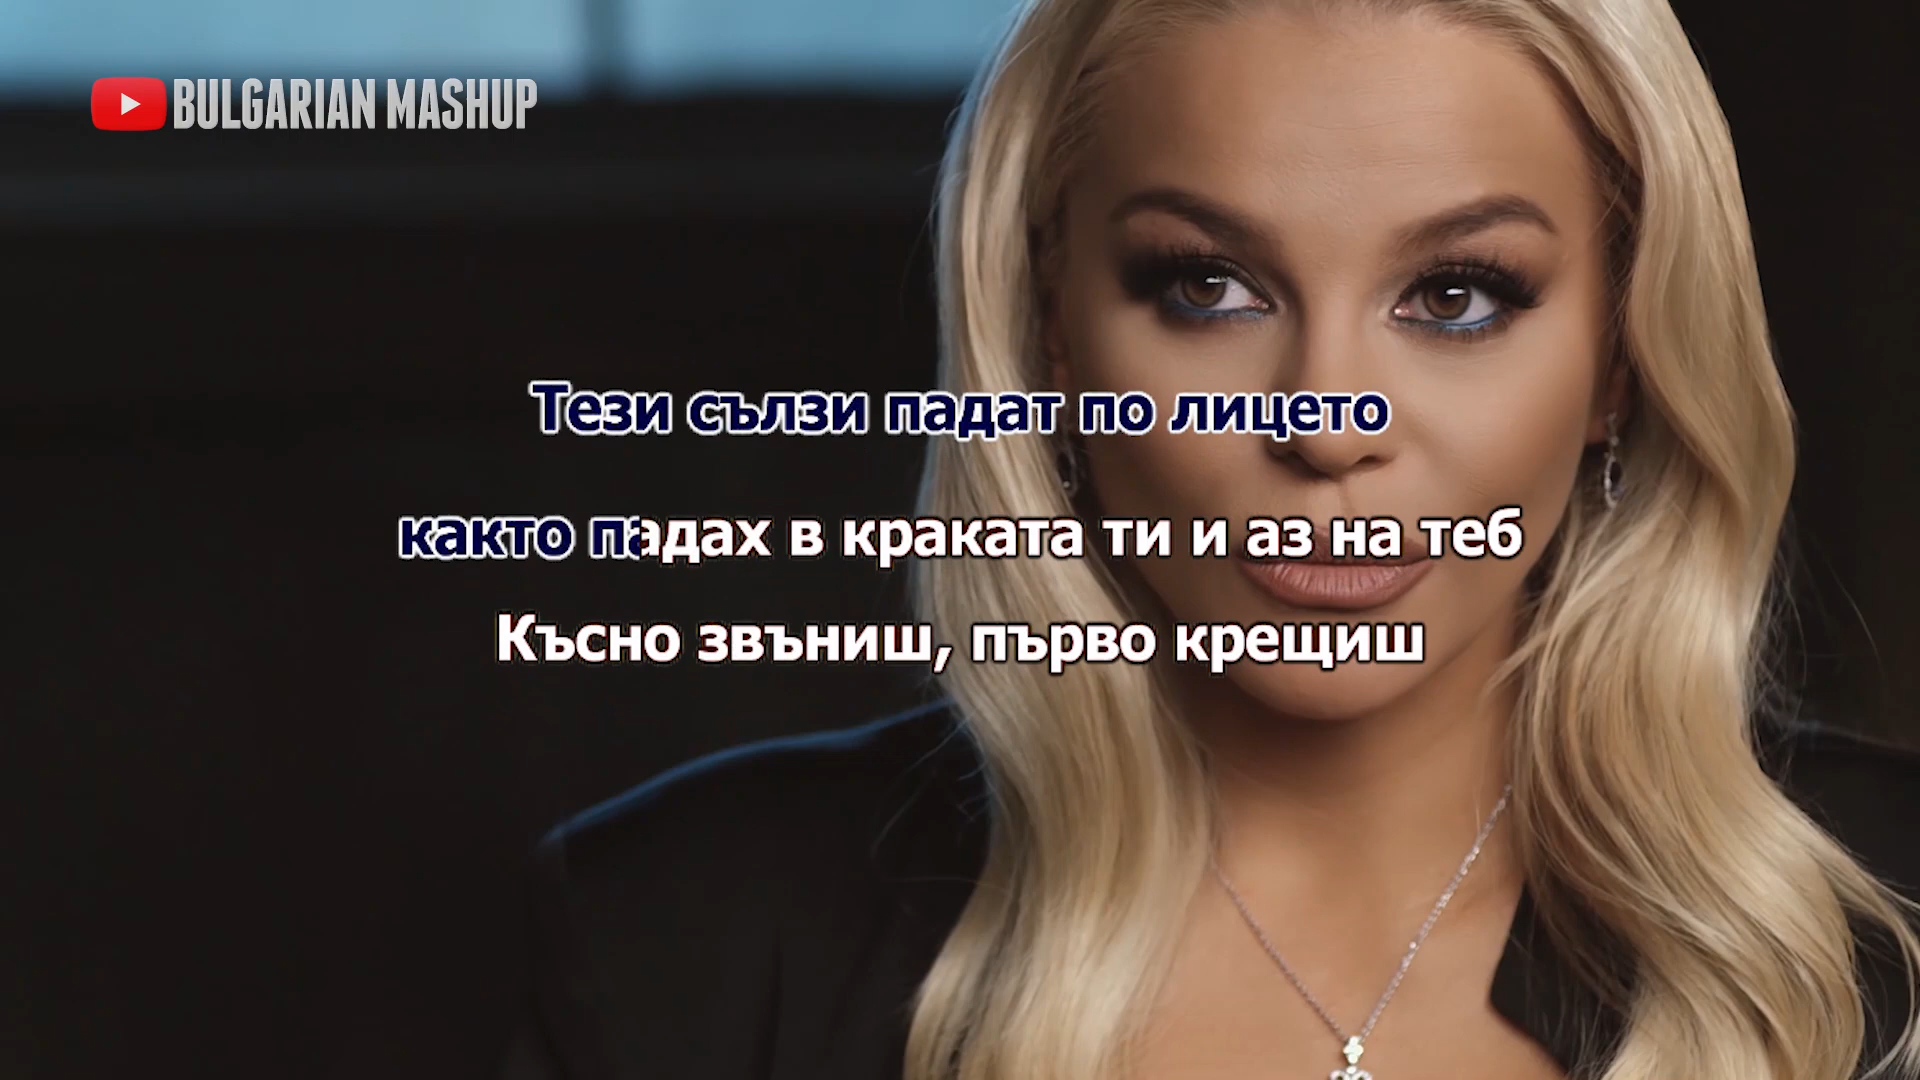 BULGARIAN MASHUP
Тези сълзи падат по лицето
както падах в краката ти и аз на теб
Късно звъниш, първо крещиш